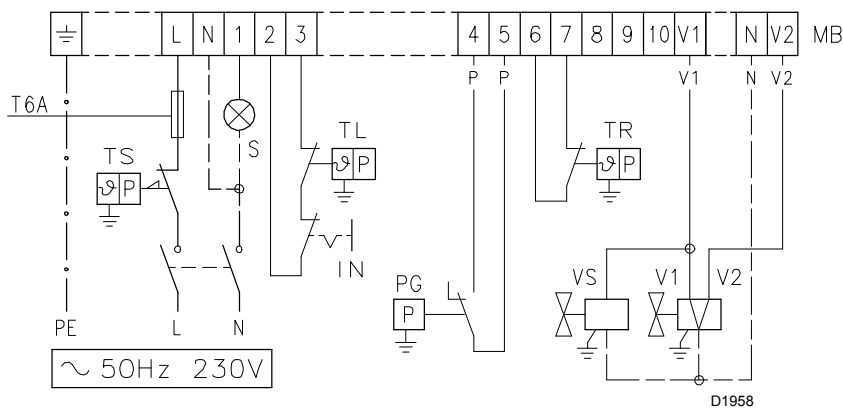 L N 1 2 3 4 5 6 7 8 9 10 V1 N V2 MB
P P V1 N V2
T6A
S TL TR
TS
ϑ P ϑ P
ϑ P
IN
PG VS V1 V2
P
PE L N
~ 50Hz 230V
D1958